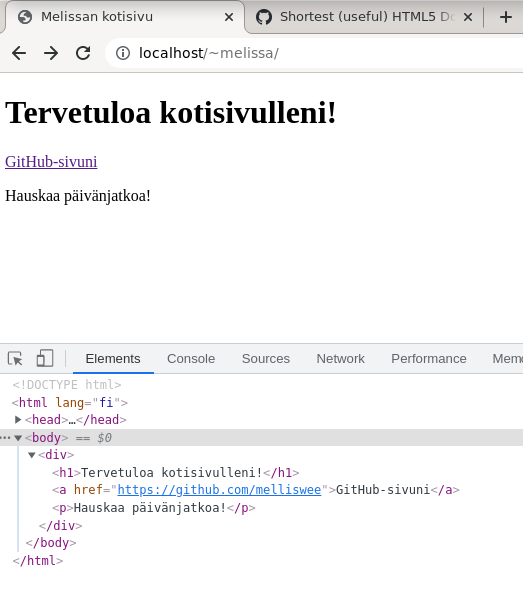 Melissan kotisivu
Shortest (useful) HTML5 Do
localhost/~melissa/
Tervetuloa kotisivulleni!
GitHub-sivuni
Hauskaa päivänjatkoa!
Elements Console Sources Network Performance Memo
<!DOCTYPE html>
<html lang="fi">
<head>…</head>
<body> == $0
<div>
<h1>Tervetuloa kotisivulleni!</h1>
<a href="https://github.com/melliswee">GitHub-sivuni</a>
<p>Hauskaa päivänjatkoa!</p>
</div>
</body>
</html>